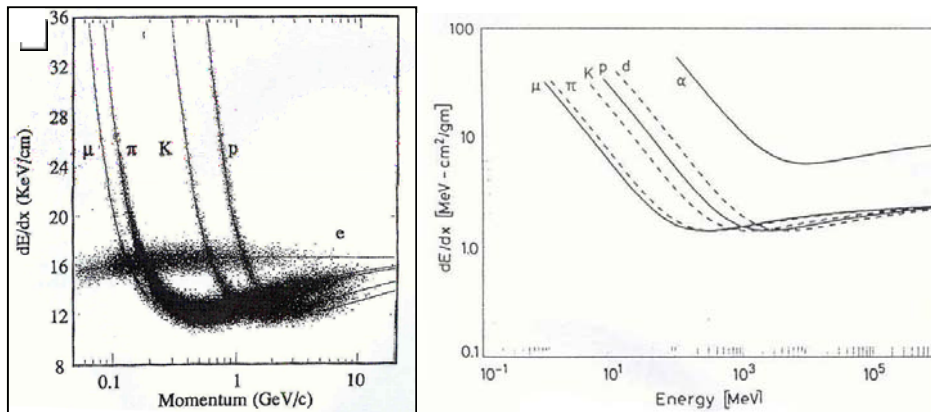 dE/dx (KeV/cm)
36
32
28
24
20
16
12
8
μ
π
K
p
e
0.1
1
10
Momentum (GeV/c)
dE/dx [MeV-cm²/gm]
100
10
1.0
0.1
μ
π
K
p
d
α
10⁻¹
10¹
10³
10⁵
Energy [MeV]